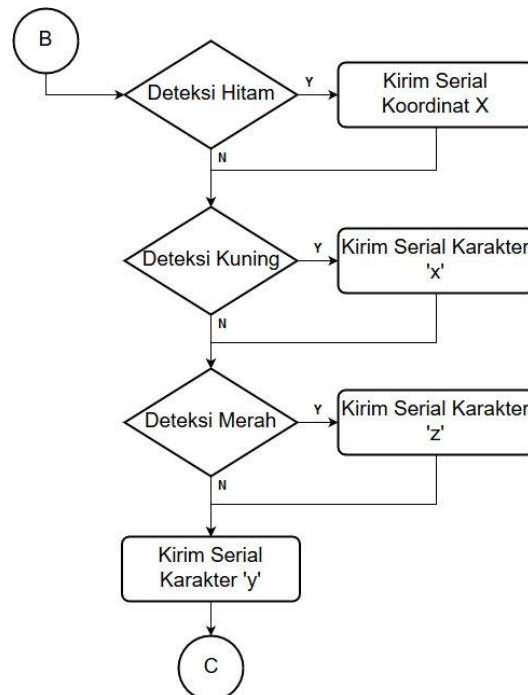 B
Deteksi Hitam
Y
Kirim Serial
Koordinat X
N
Deteksi Kuning
Y
Kirim Serial Karakter
'x'
N
Deteksi Merah
Y
Kirim Serial Karakter
'z'
N
Kirim Serial
Karakter 'y'
C